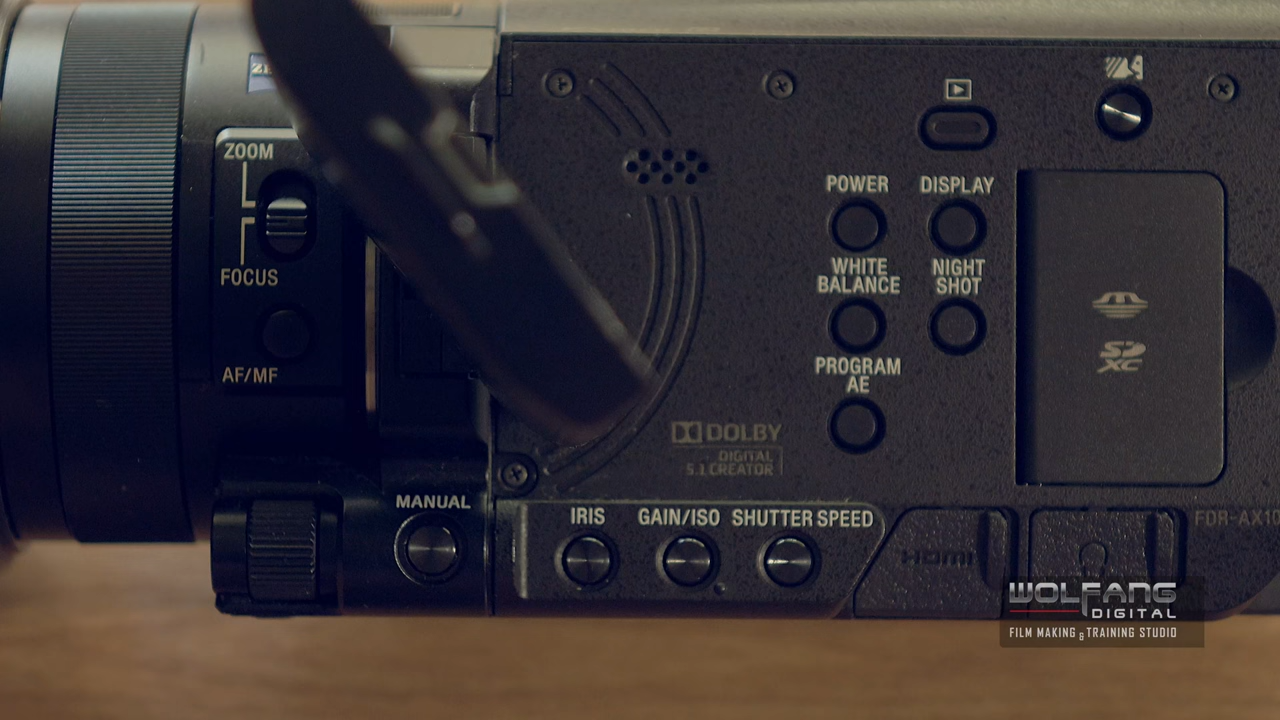 ZOOM
FOCUS
AF/MF
MANUAL
POWER
DISPLAY
WHITE
BALANCE
NIGHT
SHOT
PROGRAM
AE
DOLBY
DIGITAL
5.1 CREATOR
IRIS
GAIN/ISO
SHUTTER SPEED
HDMI
SD
XC
WOLFANG
DIGITAL
FILM MAKING & TRAINING STUDIO